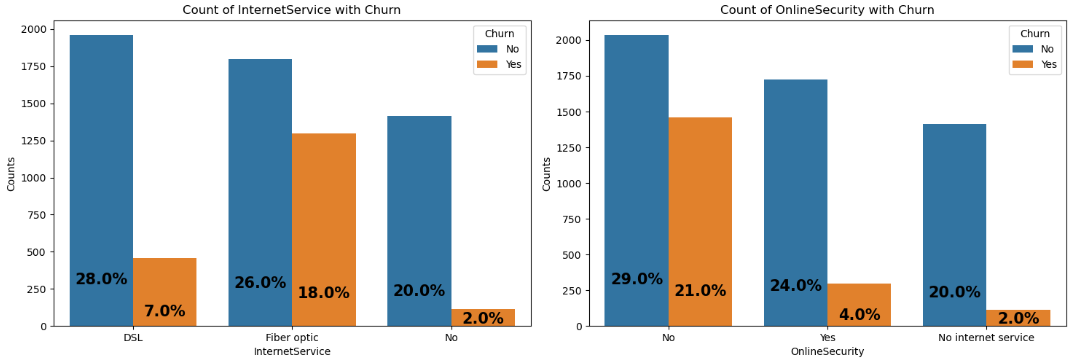 Count of InternetService with Churn
2000
1750
1500
1250
1000
750
500
250
0
Counts
Churn
No
Yes
28.0%
7.0%
26.0%
18.0%
20.0%
2.0%
DSL
Fiber optic
No
InternetService
Count of OnlineSecurity with Churn
2000
1750
1500
1250
1000
750
500
250
0
Counts
Churn
No
Yes
29.0%
21.0%
24.0%
4.0%
20.0%
2.0%
No
Yes
No internet service
OnlineSecurity